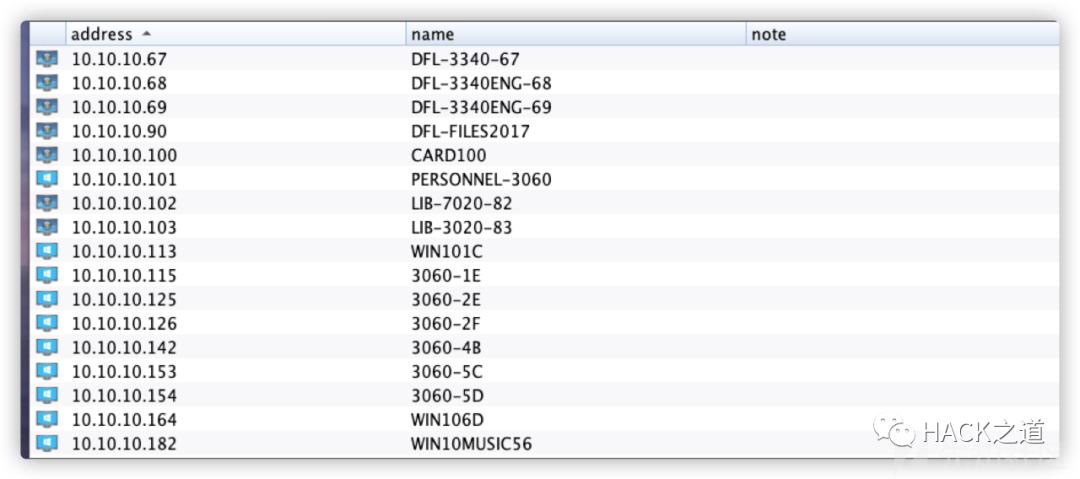 address name note
10.10.10.67 DFL-3340-67
10.10.10.68 DFL-3340ENG-68
10.10.10.69 DFL-3340ENG-69
10.10.10.90 DFL-FILES2017
10.10.10.100 CARD100
10.10.10.101 PERSONNEL-3060
10.10.10.102 LIB-7020-82
10.10.10.103 LIB-3020-83
10.10.10.113 WIN101C
10.10.10.115 3060-1E
10.10.10.125 3060-2E
10.10.10.126 3060-2F
10.10.10.142 3060-4B
10.10.10.153 3060-5C
10.10.10.154 3060-5D
10.10.10.164 WIN106D
10.10.10.182 WIN10MUSIC56
HACK之道